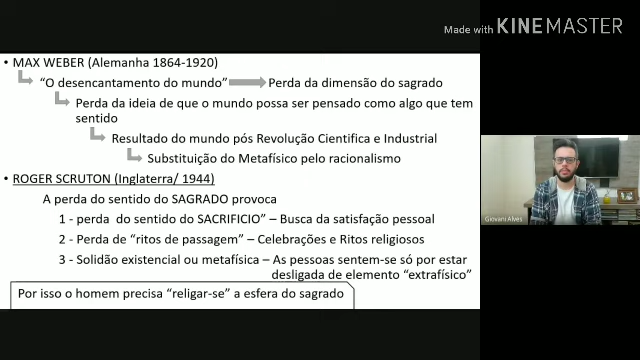 Made with KINEMASTER
• MAX WEBER (Alemanha 1864-1920)
“O desencantamento do mundo” Perda da dimensão do sagrado
Perda da ideia de que o mundo possa ser pensado como algo que tem
sentido
Resultado do mundo pós Revolução Cientifica e Industrial
Substituição do Metafísico pelo racionalismo
• ROGER SCRUTON (Inglaterra/ 1944)
A perda do sentido do SAGRADO provoca
1 - perda do sentido do SACRIFICIO” – Busca da satisfação pessoal
2 - Perda de “ritos de passagem” – Celebrações e Ritos religiosos
3 - Solidão existencial ou metafísica – As pessoas sentem-se só por estar
desligada de elemento “extrafísico”
Por isso o homem precisa “religar-se” a esfera do sagrado
Giovani Alves